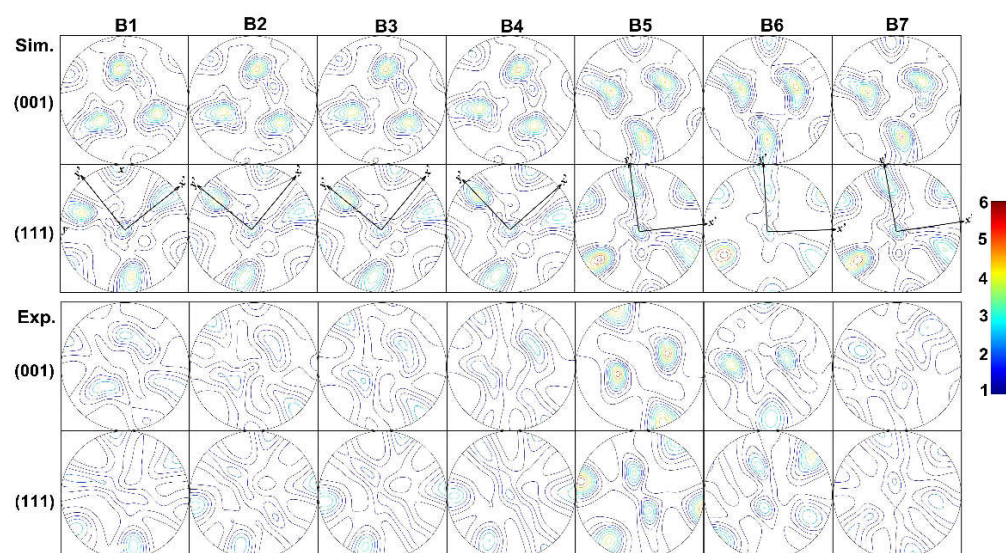 B1 B2 B3 B4 B5 B6 B7
Sim.
(001)
(111)
x y'
x'
x'
x'
x'
6
5
4
3
2
1
Exp.
(001)
(111)